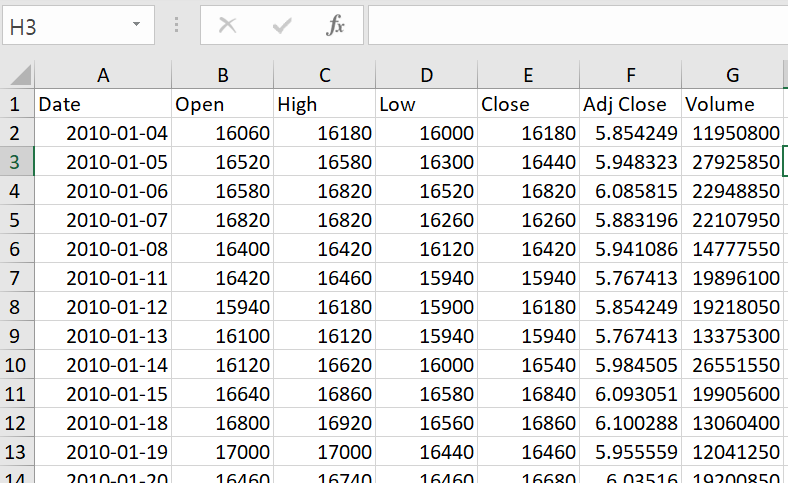 H3 fx
A B C D E F G
1 Date Open High Low Close Adj Close Volume
2 2010-01-04 16060 16180 16000 16180 5.854249 11950800
3 2010-01-05 16520 16580 16300 16440 5.948323 27925850
4 2010-01-06 16580 16820 16520 16820 6.085815 22948850
5 2010-01-07 16820 16820 16260 16260 5.883196 22107950
6 2010-01-08 16400 16420 16120 16420 5.941086 14777550
7 2010-01-11 16420 16460 15940 15940 5.767413 19896100
8 2010-01-12 15940 16180 15900 16180 5.854249 19218050
9 2010-01-13 16100 16120 15940 15940 5.767413 13375300
10 2010-01-14 16120 16620 16000 16540 5.984505 26551550
11 2010-01-15 16640 16860 16580 16840 6.093051 19905600
12 2010-01-18 16800 16920 16560 16860 6.100288 13060400
13 2010-01-19 17000 17000 16440 16460 5.955559 12041250
14 2010-01-20 16460 16740 16460 16680 6.03516 19200850